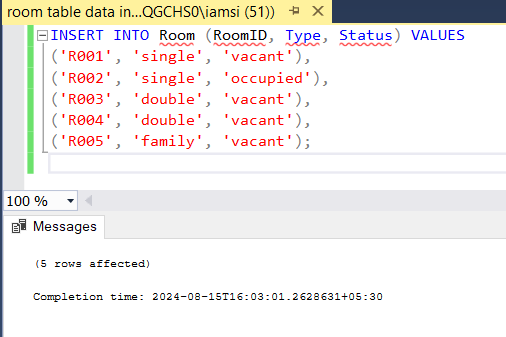 room table data in...QGCHS0\iamsi (51))
INSERT INTO Room (RoomID, Type, Status) VALUES
('R001', 'single', 'vacant'),
('R002', 'single', 'occupied'),
('R003', 'double', 'vacant'),
('R004', 'double', 'vacant'),
('R005', 'family', 'vacant');
100 %
Messages
(5 rows affected)
Completion time: 2024-08-15T16:03:01.2628631+05:30